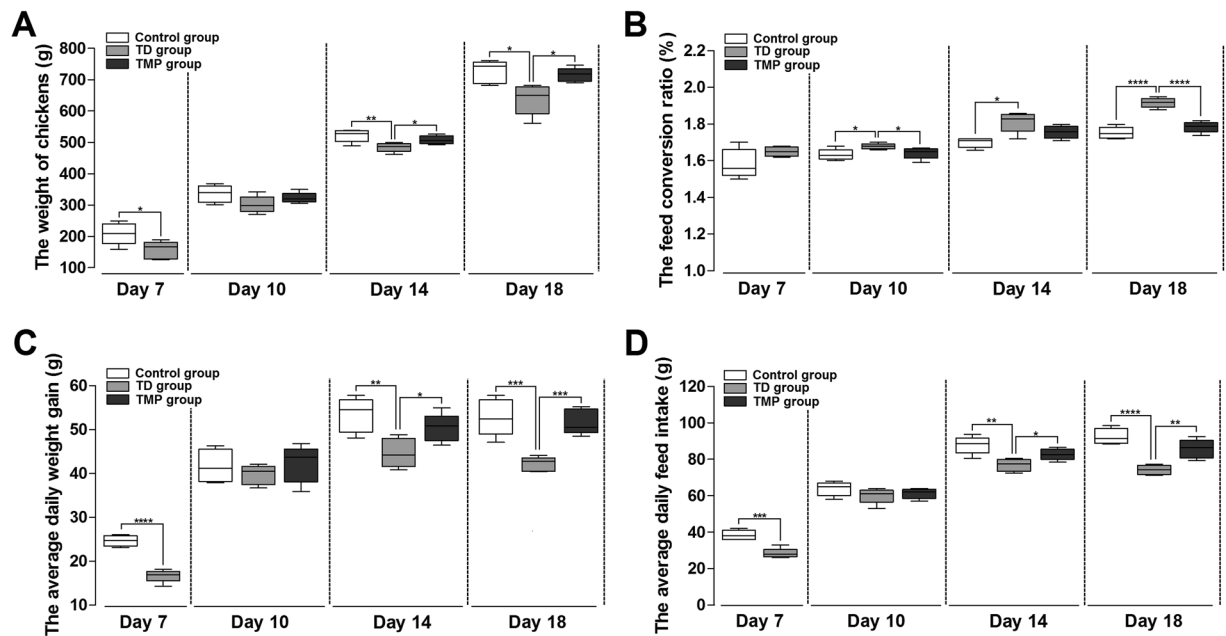 A
The weight of chickens (g)
Control group
TD group
TMP group
800
700
600
500
400
300
200
100
*
**
*
*
*
Day 7
Day 10
Day 14
Day 18
B
The feed conversion ratio (%)
Control group
TD group
TMP group
2.2
2.0
1.8
1.6
1.4
1.2
1.0
*
*
*
****
****
Day 7
Day 10
Day 14
Day 18
C
The average daily weight gain (g)
Control group
TD group
TMP group
60
50
40
30
20
10
****
**
*
***
***
Day 7
Day 10
Day 14
Day 18
D
The average daily feed intake (g)
Control group
TD group
TMP group
120
100
80
60
40
20
0
***
**
*
****
**
Day 7
Day 10
Day 14
Day 18